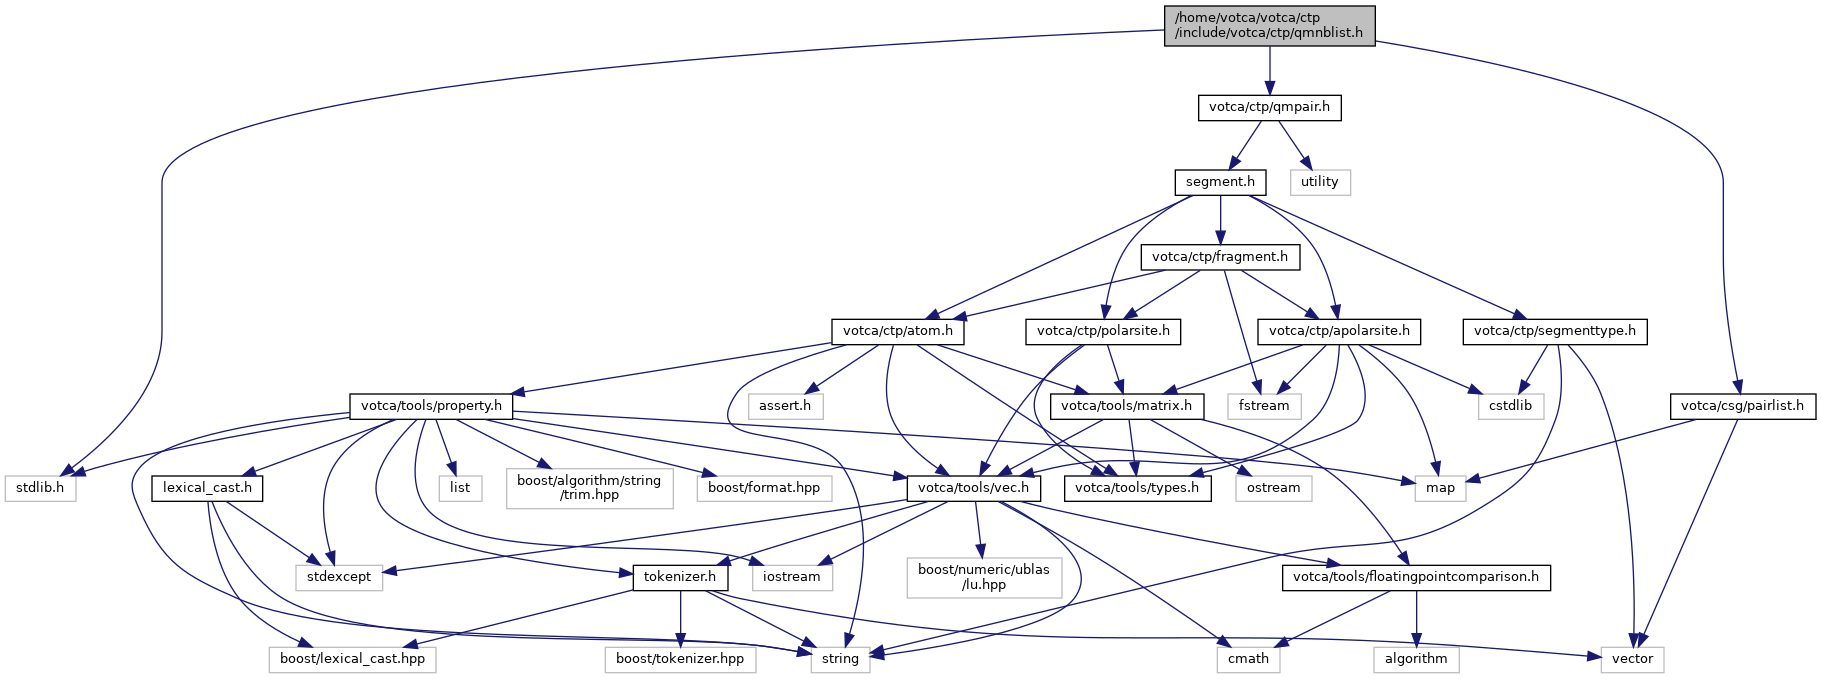 /home/votca/votca/ctp
/include/votca/ctp/qmnblist.h
votca/ctp/qmpair.h
segment.h
utility
votca/ctp/fragment.h
votca/ctp/atom.h
votca/ctp/polarsite.h
votca/ctp/apolarsite.h
votca/ctp/segmenttype.h
votca/tools/property.h
assert.h
votca/tools/matrix.h
fstream
cstdlib
votca/csg/pairlist.h
stdlib.h
lexical_cast.h
list
boost/algorithm/string
/trim.hpp
boost/format.hpp
votca/tools/vec.h
votca/tools/types.h
ostream
map
stdexcept
tokenizer.h
iostream
boost/numeric/ublas
/lu.hpp
votca/tools/floatingpointcomparison.h
boost/lexical_cast.hpp
boost/tokenizer.hpp
string
cmath
algorithm
vector